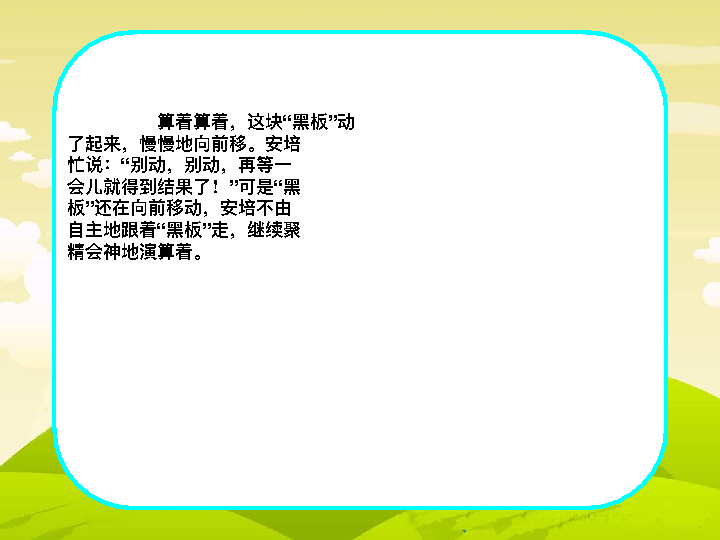 算着算着，这块“黑板”动
了起来，慢慢地向前移。安培
忙说：“别动，别动，再等一
会儿就得到结果了！”可是“黑
板”还在向前移动，安培不由
自主地跟着“黑板”走，继续聚
精会神地演算着。